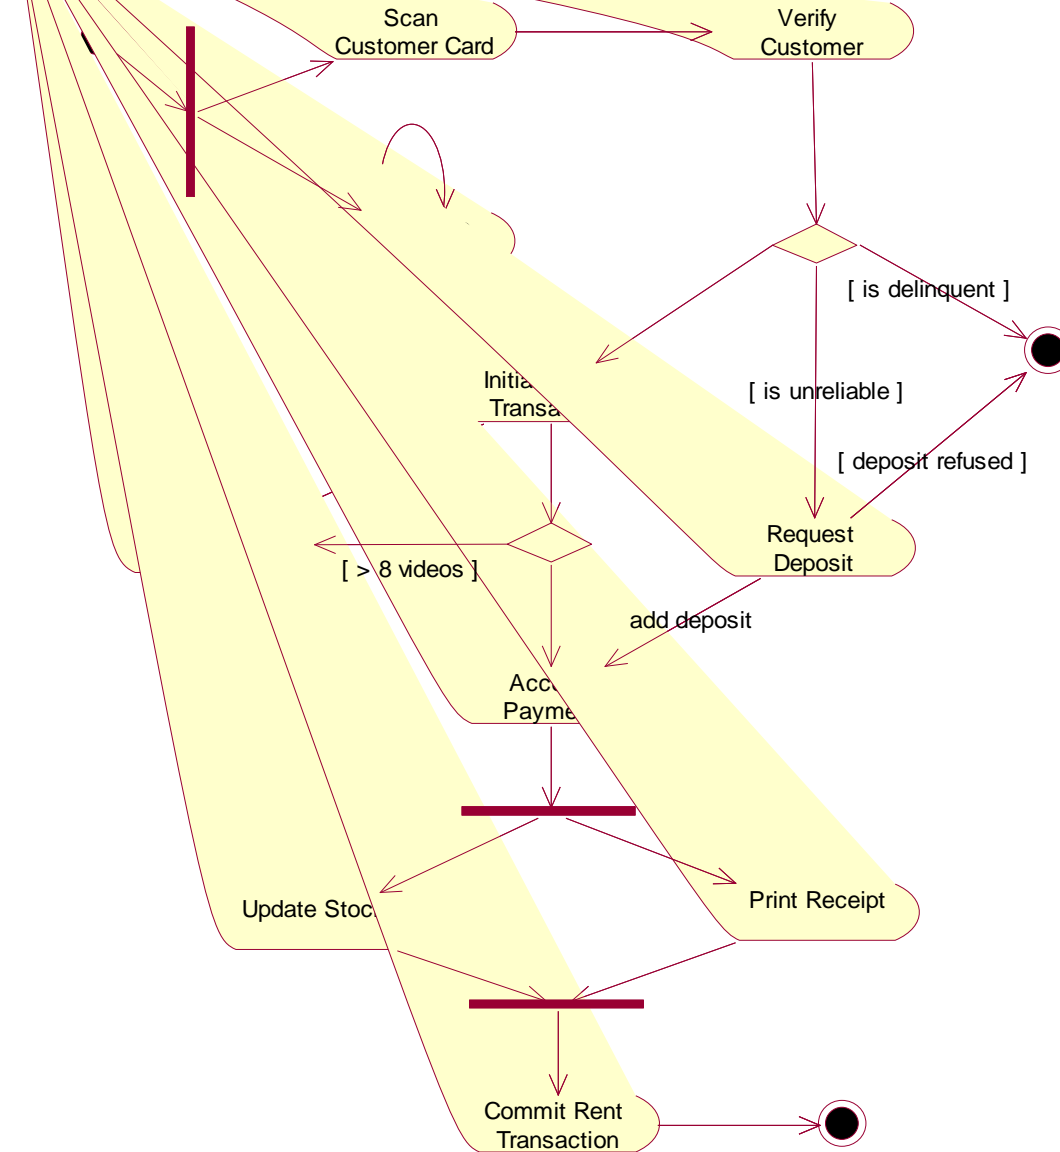 Scan
Customer Card
Verify
Customer
[ is delinquent ]
[ is unreliable ]
[ deposit refused ]
Request
Deposit
[ > 8 videos ]
add deposit
Print Receipt
Update
Commit Rent
Transaction